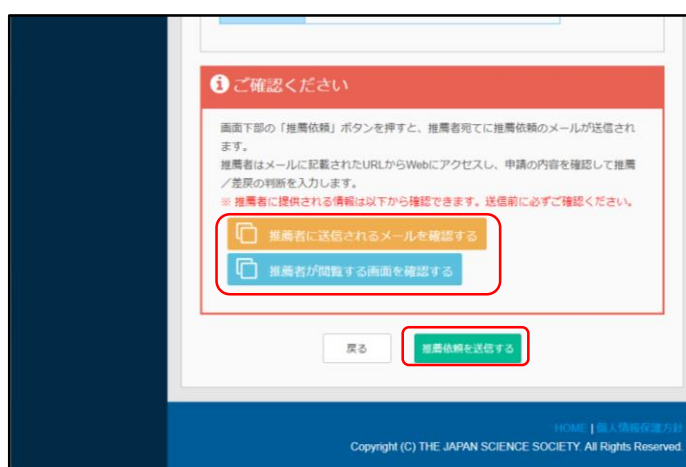 ご確認ください
画面下部の「推薦依頼」ボタンを押すと、推薦者宛てに推薦依頼のメールが送信され
ます。
推薦者はメールに記載されたURLからWebにアクセスし、申請の内容を確認して推薦
／差戻の判断を入力します。
※ 推薦者に提供される情報は以下から確認できます。送信前に必ずご確認ください。
推薦者に送信されるメールを確認する
推薦者が閲覧する画面を確認する
戻る 推薦依頼を送信する
HOME | 個人情報保護方針
Copyright (C) THE JAPAN SCIENCE SOCIETY. All Rights Reserved.